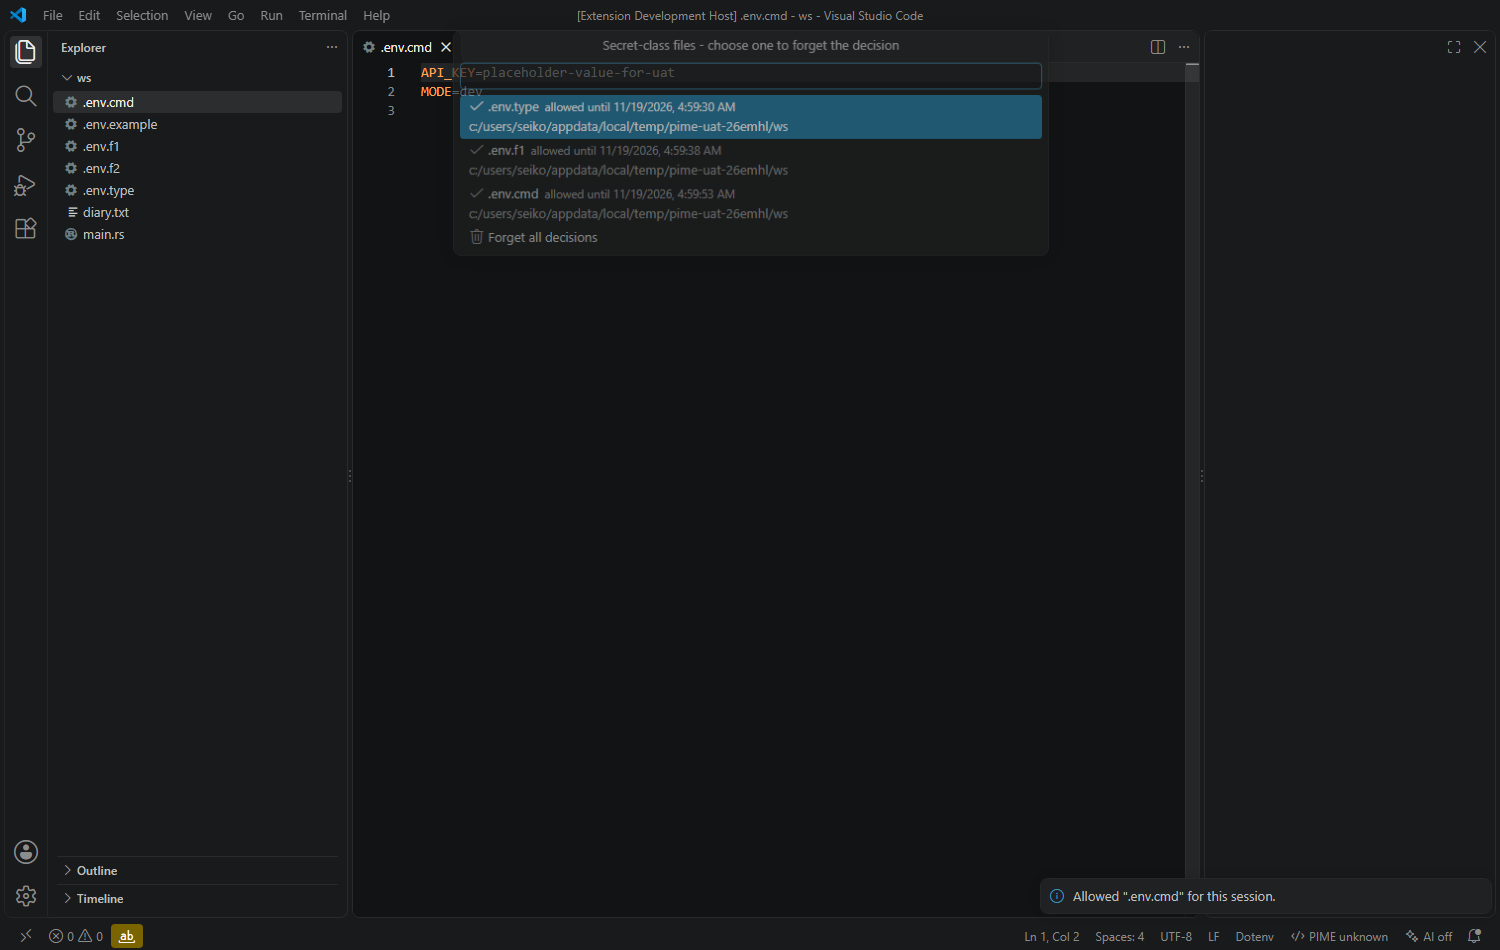 File Edit Selection View Go Run Terminal Help
[Extension Development Host] .env.cmd - ws - Visual Studio Code
Explorer
ws
.env.cmd
.env.example
.env.f1
.env.f2
.env.type
diary.txt
main.rs
Outline
Timeline
.env.cmd
1 API_KEY=placeholder-value-for-uat
2 MODE=dev
3
Secret-class files - choose one to forget the decision
.env.type allowed until 11/19/2026, 4:59:30 AM
c:/users/seiko/appdata/local/temp/pime-uat-26emhl/ws
.env.f1 allowed until 11/19/2026, 4:59:38 AM
c:/users/seiko/appdata/local/temp/pime-uat-26emhl/ws
.env.cmd allowed until 11/19/2026, 4:59:53 AM
c:/users/seiko/appdata/local/temp/pime-uat-26emhl/ws
Forget all decisions
Allowed ".env.cmd" for this session.
0 0 ab
Ln 1, Col 2 Spaces: 4 UTF-8 LF Dotenv PIME unknown AI off